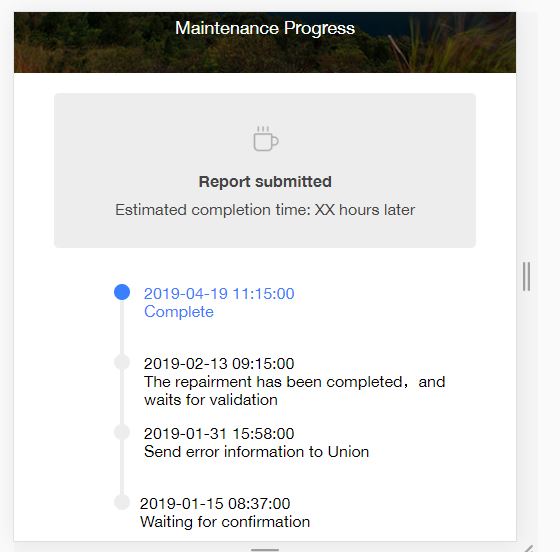 Maintenance Progress
Report submitted
Estimated completion time: XX hours later
2019-04-19 11:15:00
Complete
2019-02-13 09:15:00
The repairment has been completed，and
waits for validation
2019-01-31 15:58:00
Send error information to Union
2019-01-15 08:37:00
Waiting for confirmation